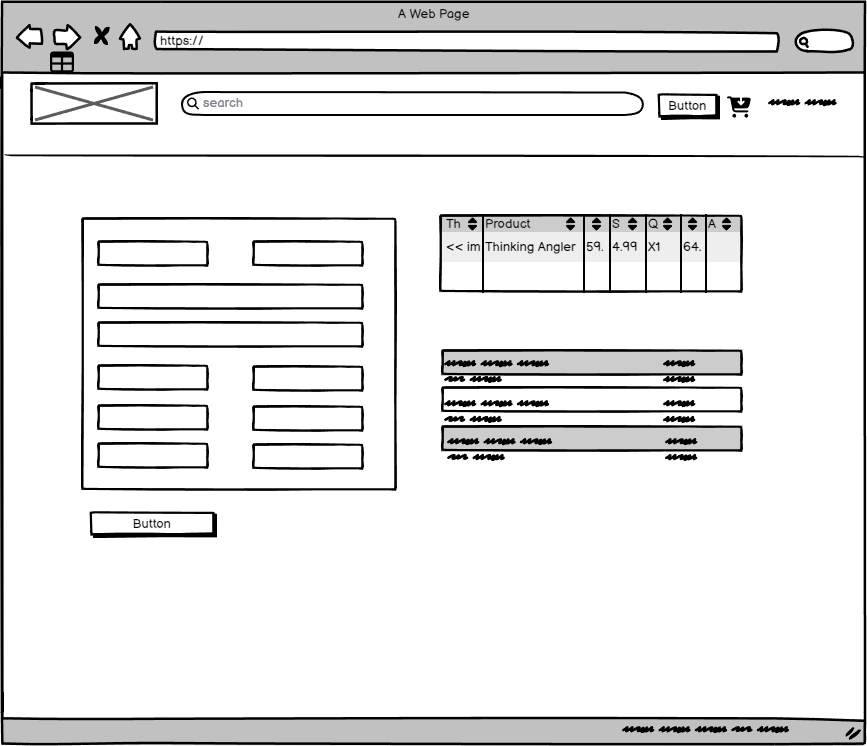 A Web Page
https://
search
Button
Th Product S Q A
<< im Thinking Angler 59. 4.99 X1 64.
Button